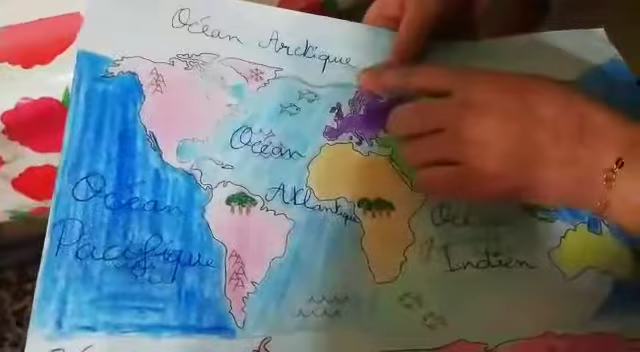 Océan Arctique
Océan
Atlantique
Océan
Pacifique
Indien